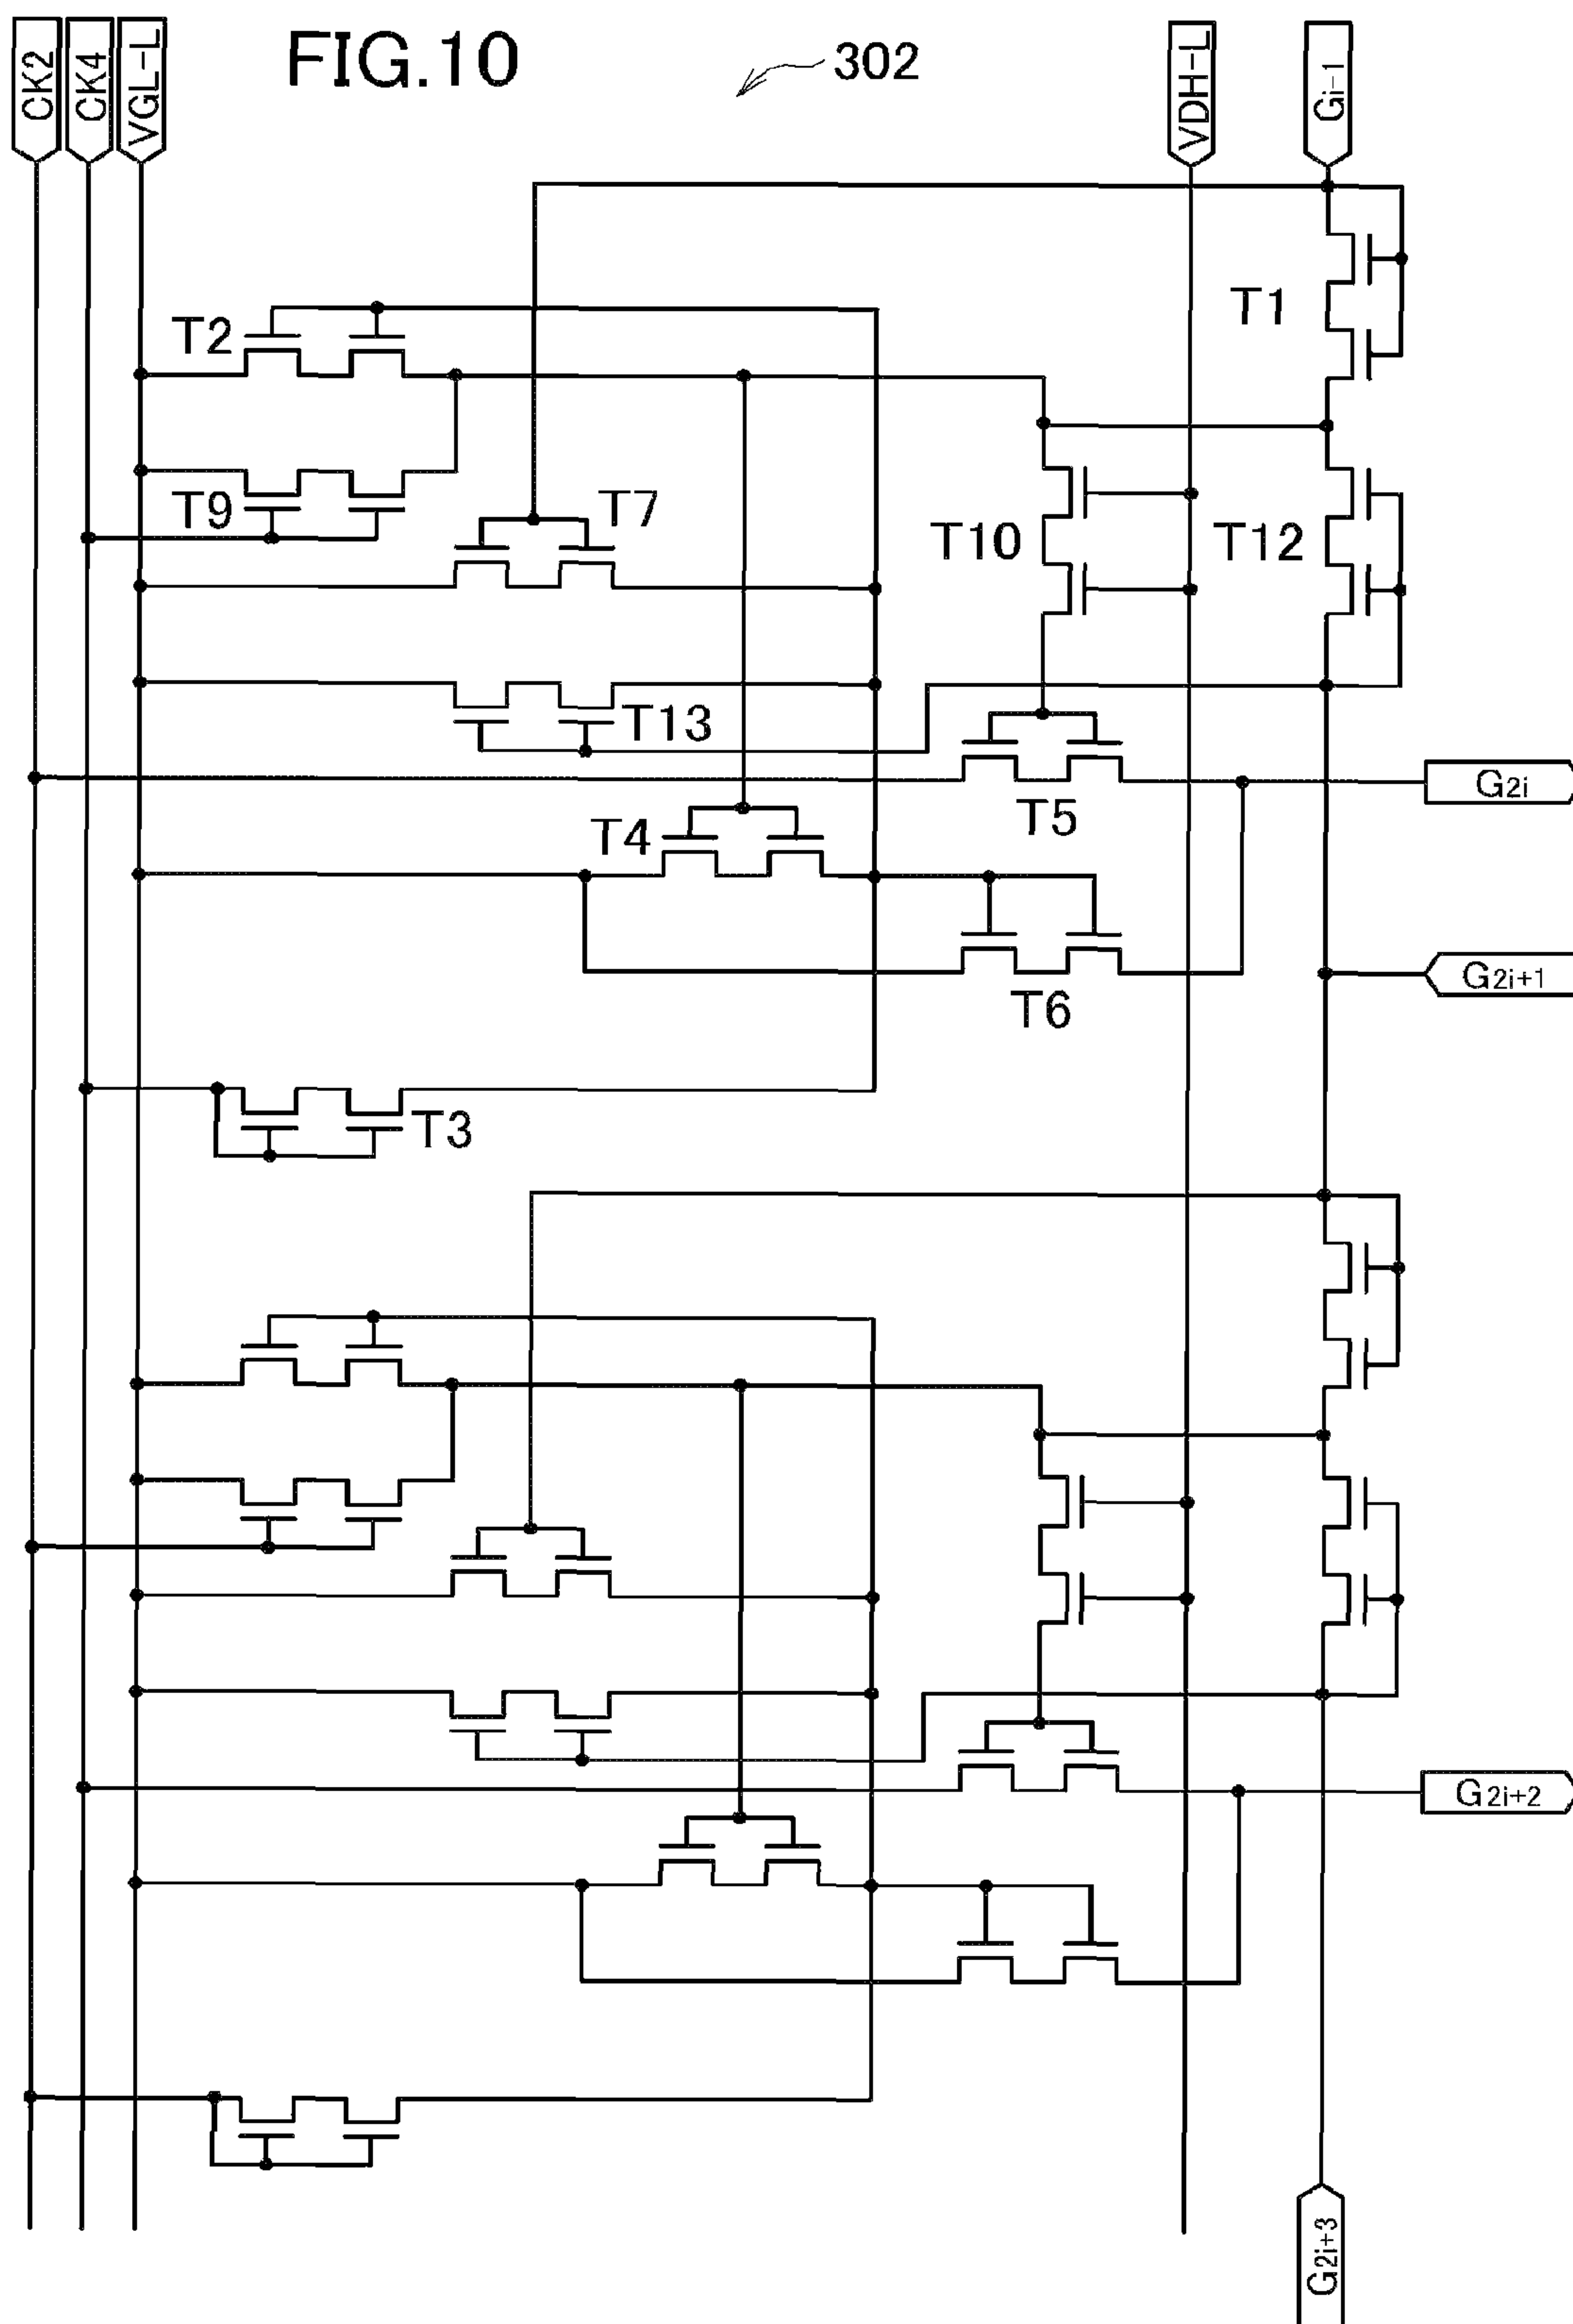 FIG.10
302
CK2
CK4
VGL-L
VDH-L
Gi-1
T1
T2
T9
T7
T10
T12
T13
T5
G2i
T4
T6
G2i+1
T3
G2i+2
G2i+3